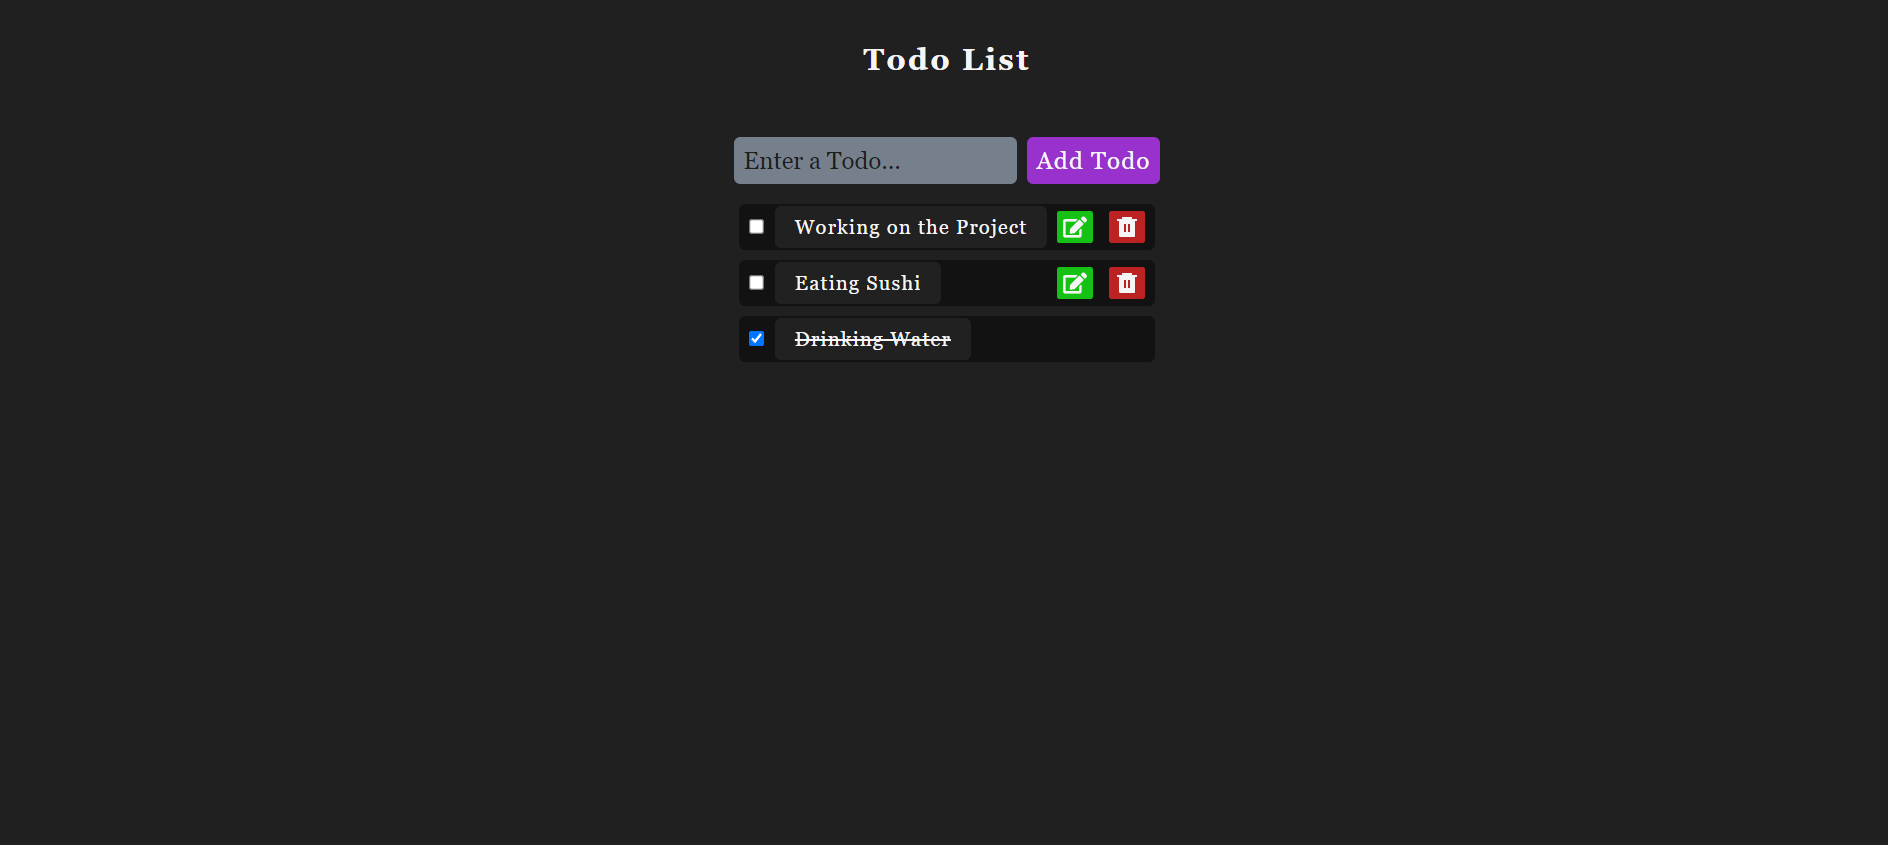 Todo List
Enter a Todo...
Add Todo
Working on the Project
Eating Sushi
Drinking Water